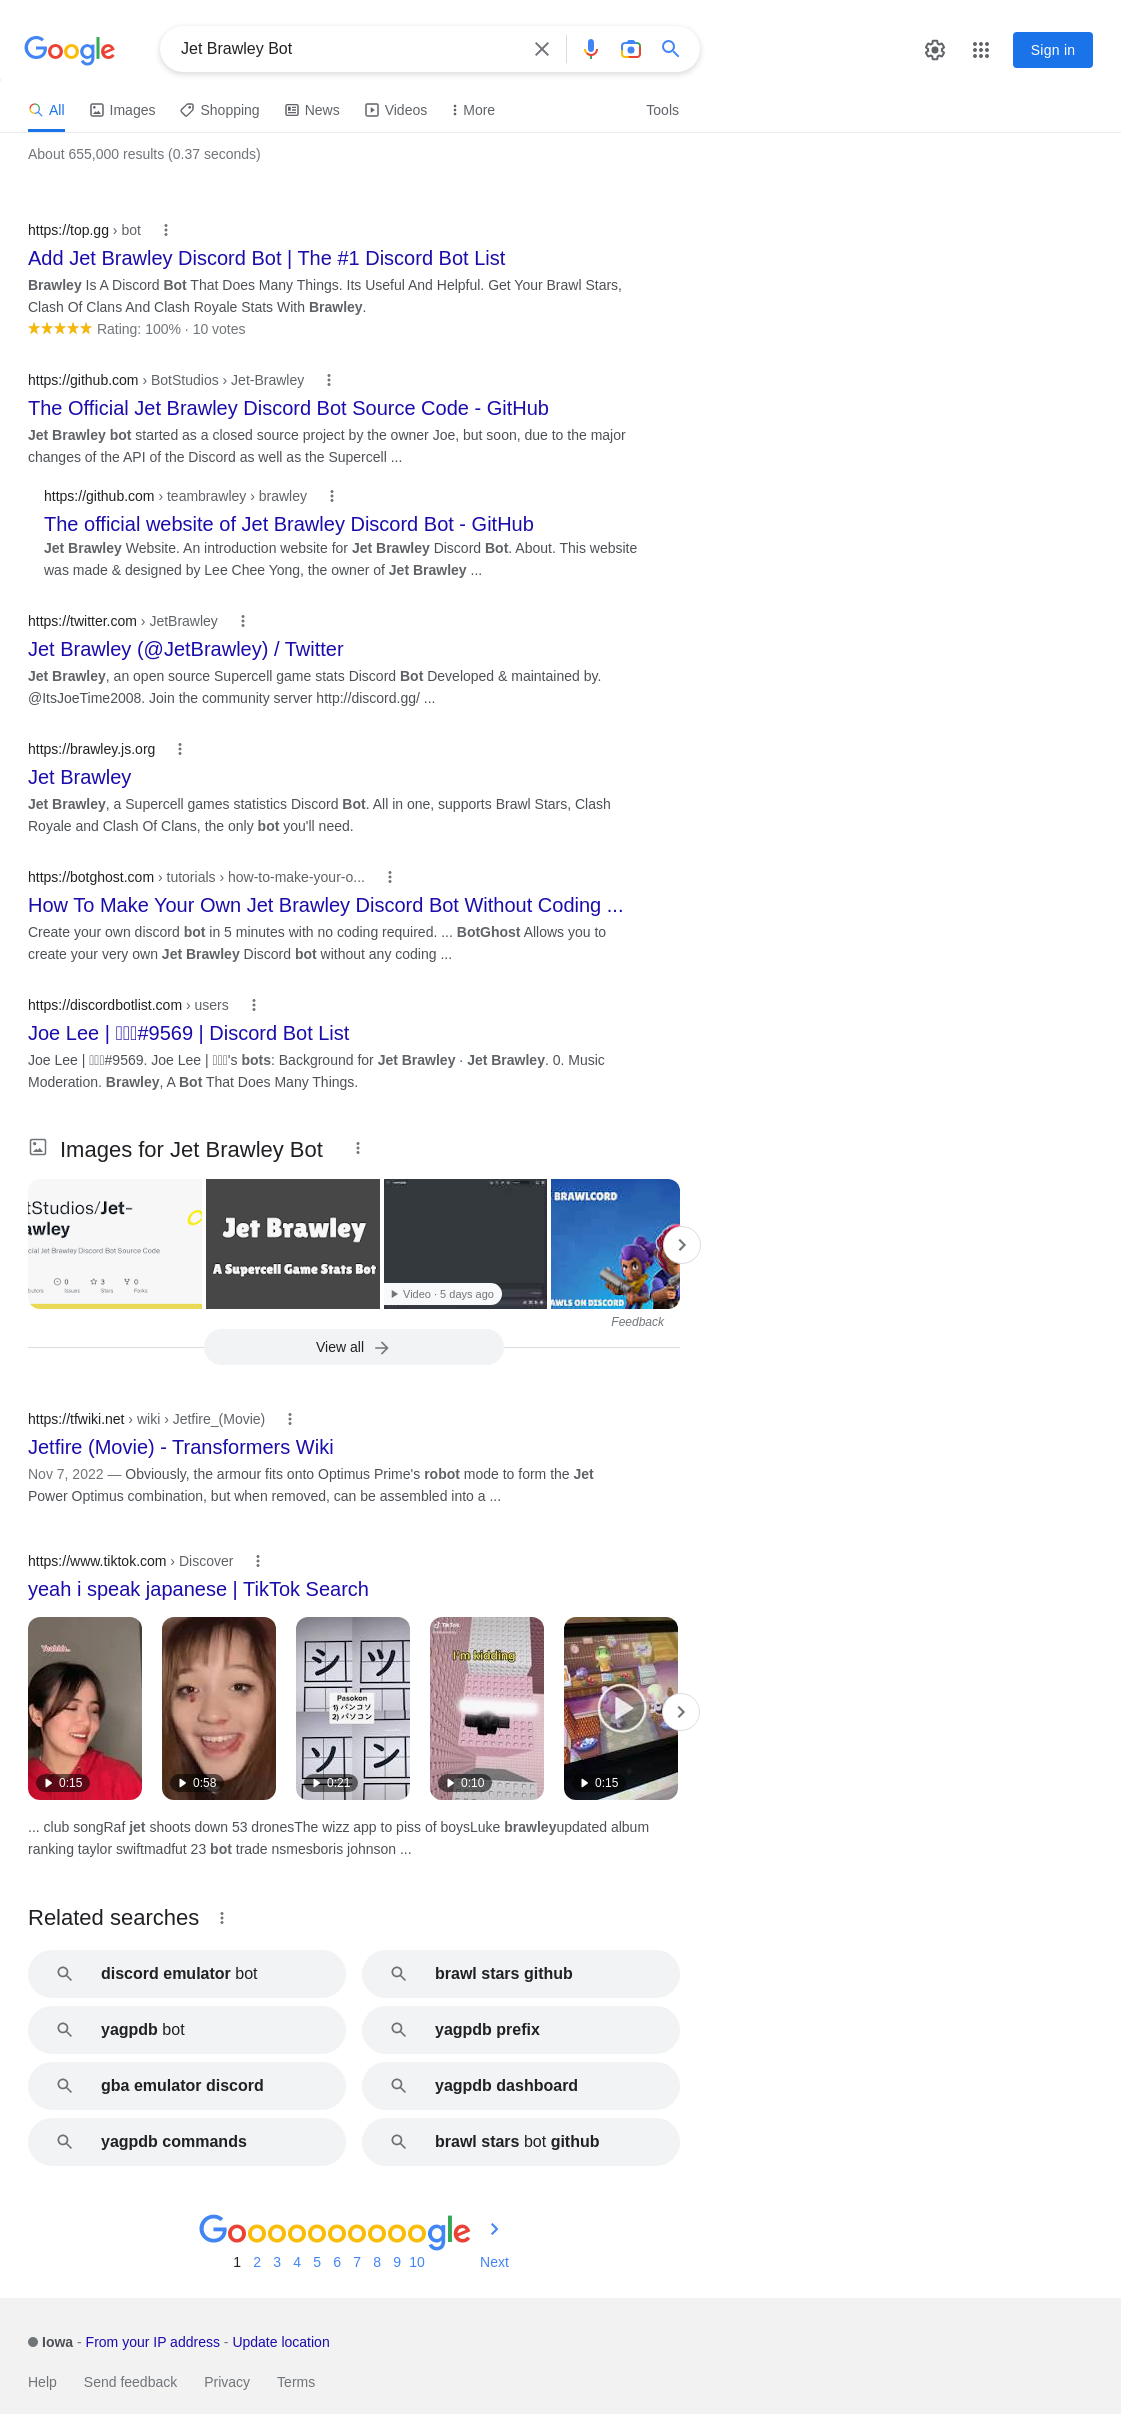 Google
Jet Brawley Bot
Sign in
All Images Shopping News Videos More Tools
About 655,000 results (0.37 seconds)
https://top.gg › bot
Add Jet Brawley Discord Bot | The #1 Discord Bot List
Brawley Is A Discord Bot That Does Many Things. Its Useful And Helpful. Get Your Brawl Stars,
Clash Of Clans And Clash Royale Stats With Brawley.
Rating: 100% · 10 votes
https://github.com › BotStudios › Jet-Brawley
The Official Jet Brawley Discord Bot Source Code - GitHub
Jet Brawley bot started as a closed source project by the owner Joe, but soon, due to the major
changes of the API of the Discord as well as the Supercell ...
https://github.com › teambrawley › brawley
The official website of Jet Brawley Discord Bot - GitHub
Jet Brawley Website. An introduction website for Jet Brawley Discord Bot. About. This website
was made & designed by Lee Chee Yong, the owner of Jet Brawley ...
https://twitter.com › JetBrawley
Jet Brawley (@JetBrawley) / Twitter
Jet Brawley, an open source Supercell game stats Discord Bot Developed & maintained by.
@ItsJoeTime2008. Join the community server http://discord.gg/ ...
https://brawley.js.org
Jet Brawley
Jet Brawley, a Supercell games statistics Discord Bot. All in one, supports Brawl Stars, Clash
Royale and Clash Of Clans, the only bot you'll need.
https://botghost.com › tutorials › how-to-make-your-o...
How To Make Your Own Jet Brawley Discord Bot Without Coding ...
Create your own discord bot in 5 minutes with no coding required. ... BotGhost Allows you to
create your very own Jet Brawley Discord bot without any coding ...
https://discordbotlist.com › users
Joe Lee | #9569 | Discord Bot List
Joe Lee | #9569. Joe Lee | 's bots: Background for Jet Brawley · Jet Brawley. 0. Music
Moderation. Brawley, A Bot That Does Many Things.
Images for Jet Brawley Bot
tStudios/Jet-
awley
cial Jet Brawley Discord Bot Source Code
0 3 0
butors Issues Stars Forks
Jet Brawley
A Supercell Game Stats Bot
Video · 5 days ago
BRAWLCORD
AWLS ON DISCORD
Feedback
View all
https://tfwiki.net › wiki › Jetfire_(Movie)
Jetfire (Movie) - Transformers Wiki
Nov 7, 2022 — Obviously, the armour fits onto Optimus Prime's robot mode to form the Jet
Power Optimus combination, but when removed, can be assembled into a ...
https://www.tiktok.com › Discover
yeah i speak japanese | TikTok Search
Yeahhh..
0:15
0:58
シ ツ
Pasokon
1) パンコソ
2) パソコン
ソ ン
0:21
TikTok
I'm kidding
0:10
0:15
... club songRaf jet shoots down 53 dronesThe wizz app to piss of boysLuke brawleyupdated album
ranking taylor swiftmadfut 23 bot trade nsmesboris johnson ...
Related searches
discord emulator bot
brawl stars github
yagpdb bot
yagpdb prefix
gba emulator discord
yagpdb dashboard
yagpdb commands
brawl stars bot github
Goooooooooogle
1 2 3 4 5 6 7 8 9 10 Next
Iowa - From your IP address - Update location
Help Send feedback Privacy Terms